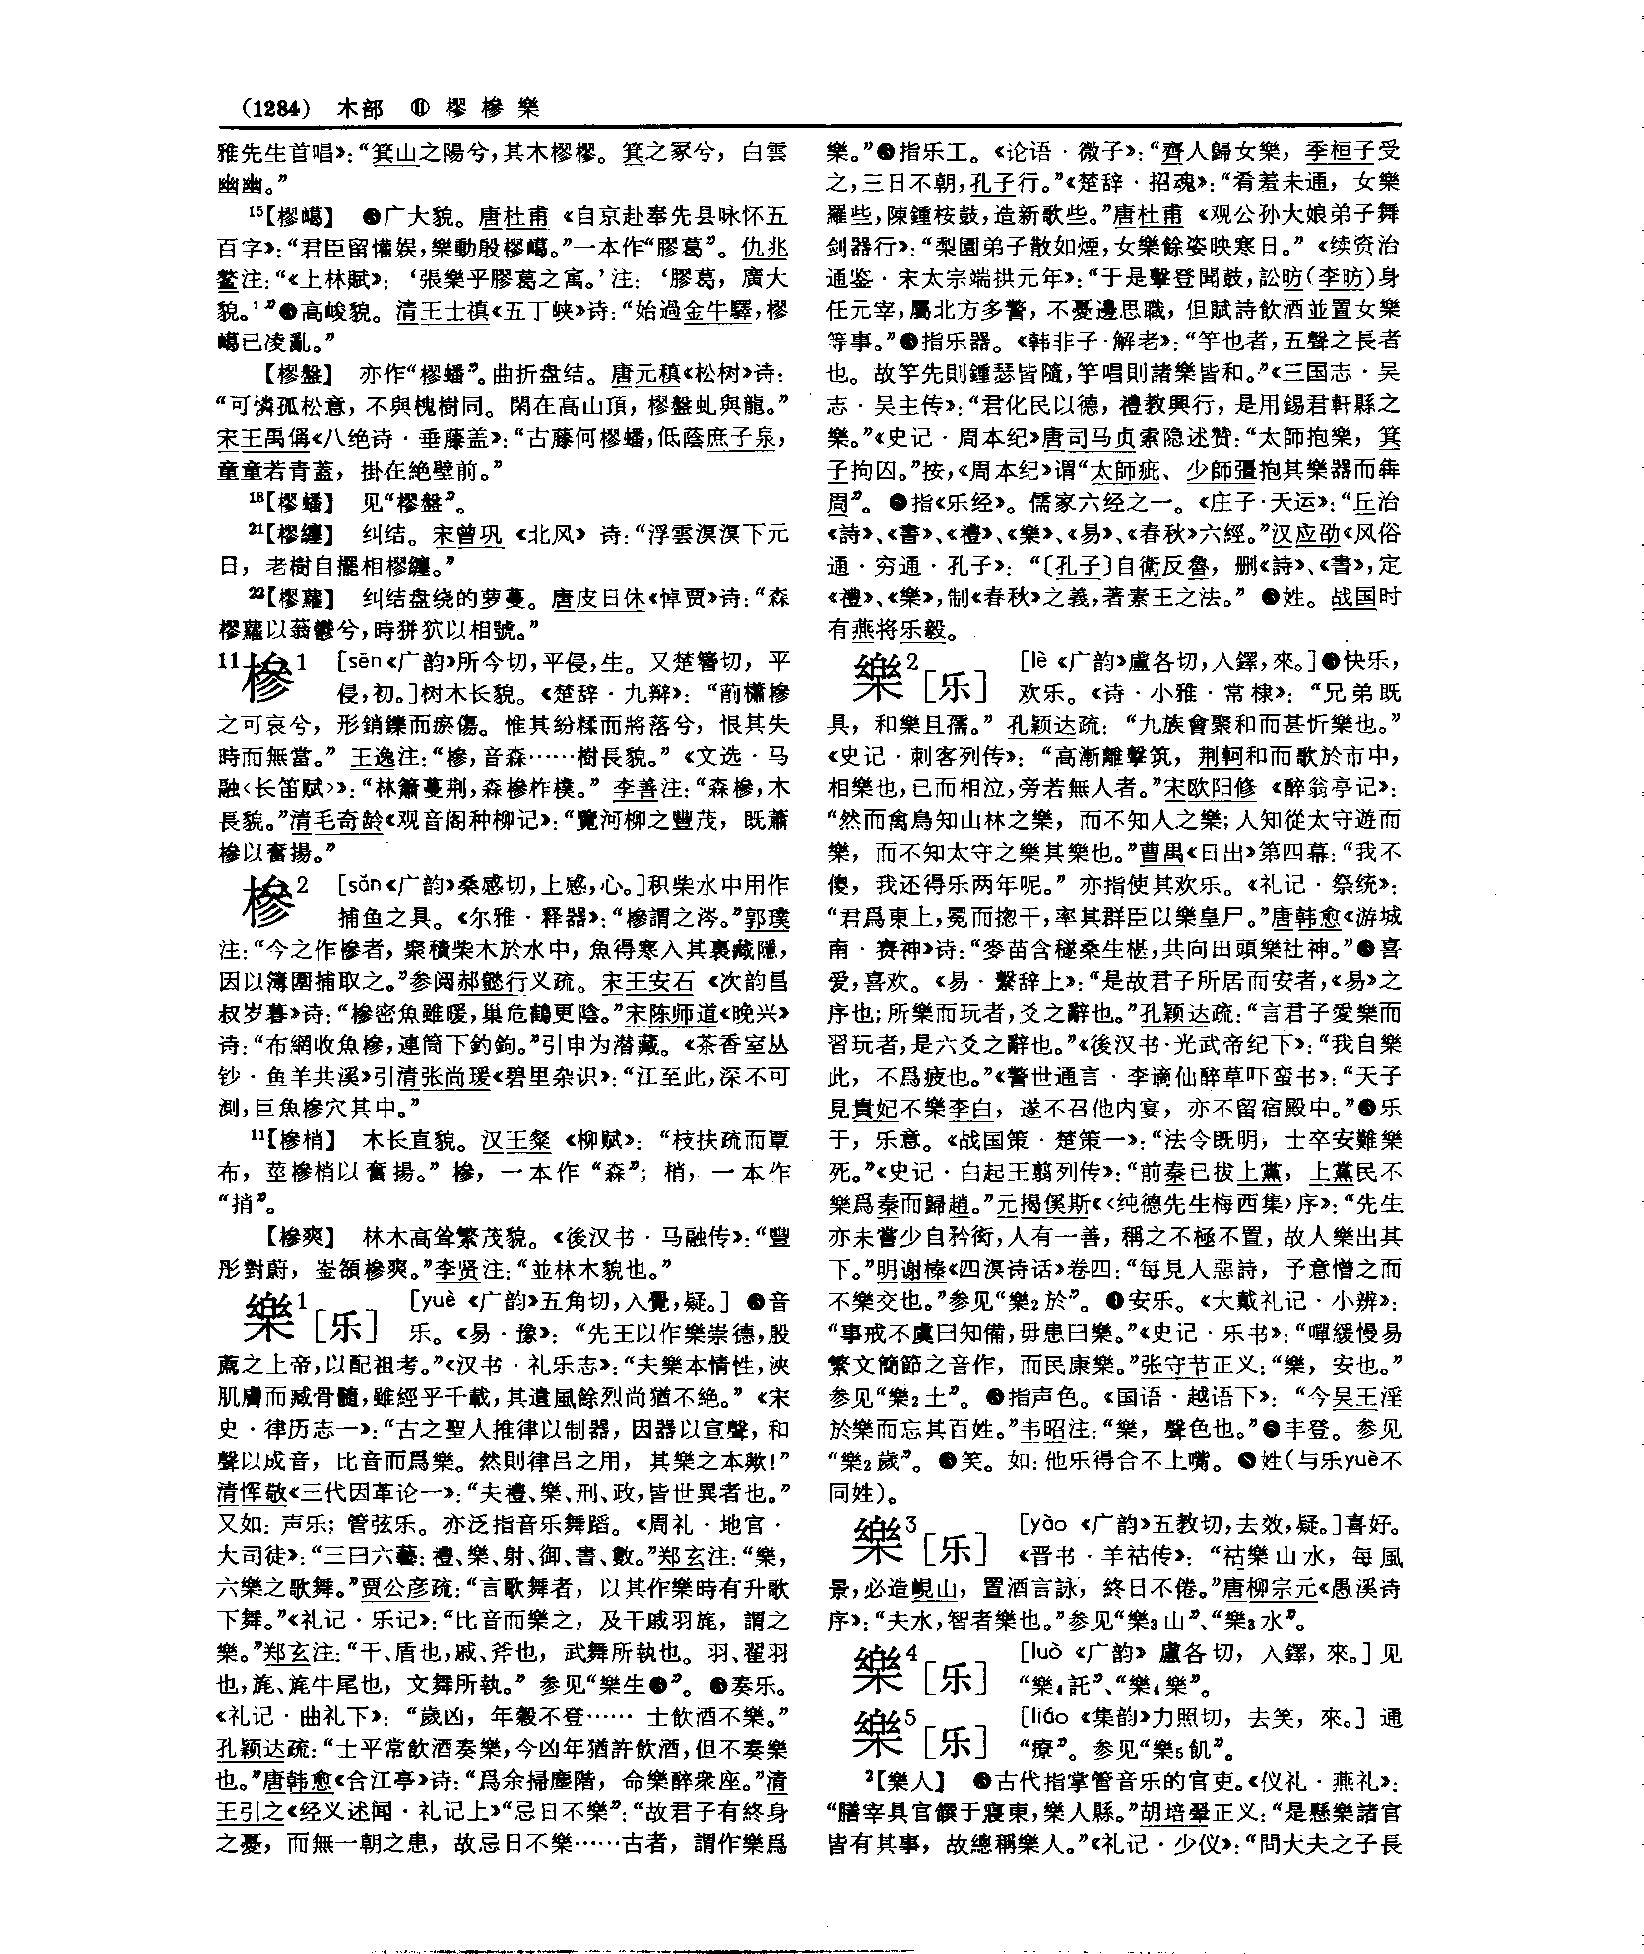 （1284） 木部 ⑪ 樛槮樂
雅先生首唱》：“箕山之陽兮，其木樛樛。箕之冢兮，白雲
幽幽。”
15【樛嶱】 ❶广大貌。唐杜甫《自京赴奉先县咏怀五
百字》：“君臣留懽娱，樂動殷樛嶱。”一本作“膠葛”。仇兆
鳌注：“《上林賦》：‘張樂乎膠葛之寓。’注：‘膠葛，廣大
貌。’”❷高峻貌。清王士禛《五丁峡》诗：“始過金牛驛，樛
嶱已凌亂。”
【樛盤】 亦作“樛蟠”。曲折盘结。唐元稹《松树》诗：
“可憐孤松意，不與槐樹同。閑在高山頂，樛盤虬與龍。”
宋王禹偁《八绝诗·垂藤盖》：“古藤何樛蟠，低蔭庶子泉，
童童若青蓋，掛在絶壁前。”
18【樛蟠】 见“樛盤”。
21【樛纏】 纠结。宋曾巩《北风》诗：“浮雲溟溟下元
日，老樹自擺相樛纏。”
22【樛蘿】 纠结盘绕的萝蔓。唐皮日休《悼贾》诗：“森
樛蘿以蓊鬱兮，時猅狖以相號。”
11槮1 ［sēn《广韵》所今切，平侵，生。又楚簪切，平
侵，初。］树木长貌。《楚辞·九辩》：“萷櫹槮
之可哀兮，形銷鑠而瘀傷。惟其紛糅而將落兮，恨其失
時而無當。”王逸注：“槮，音森……樹長貌。”《文选·马
融〈长笛赋〉》：“林簫蔓荆，森槮柞樸。”李善注：“森槮，木
長貌。”清毛奇龄《观音阁种柳记》：“覽河柳之豐茂，既蕭
槮以奮揚。”
槮2 ［sǎn《广韵》桑感切，上感，心。］积柴水中用作
捕鱼之具。《尔雅·释器》：“槮謂之涔。”郭璞
注：“今之作槮者，聚積柴木於水中，魚得寒入其裏藏隱，
因以簿圍捕取之。”参阅郝懿行义疏。宋王安石《次韵昌
叔岁暮》诗：“槮密魚雖暖，巢危鶴更陰。”宋陈师道《晚兴》
诗：“布網收魚槮，連筒下釣鉤。”引申为潜藏。《茶香室丛
钞·鱼羊共溪》引清张尚瑗《碧里杂识》：“江至此，深不可
測，巨魚槮穴其中。”
11【槮梢】 木长直貌。汉王粲《柳赋》：“枝扶疏而覃
布，莖槮梢以奮揚。”槮，一本作“森”；梢，一本作
“捎”。
【槮爽】 林木高耸繁茂貌。《後汉书·马融传》：“豐
彤對蔚，崟頟槮爽。”李贤注：“並林木貌也。”
樂1［乐］ ［yuè《广韵》五角切，入覺，疑。］❶音
乐。《易·豫》：“先王以作樂崇德，殷
薦之上帝，以配祖考。”《汉书·礼乐志》：“夫樂本情性，浹
肌膚而臧骨髓，雖經乎千載，其遺風餘烈尚猶不絶。”《宋
史·律历志一》：“古之聖人推律以制器，因器以宣聲，和
聲以成音，比音而爲樂。然則律吕之用，其樂之本歟！”
清恽敬《三代因革论一》：“夫禮、樂、刑、政，皆世異者也。”
又如：声乐；管弦乐。亦泛指音乐舞蹈。《周礼·地官·
大司徒》：“三曰六藝：禮、樂、射、御、書、數。”郑玄注：“樂，
六樂之歌舞。”贾公彦疏：“言歌舞者，以其作樂時有升歌
下舞。”《礼记·乐记》：“比音而樂之，及干戚羽旄，謂之
樂。”郑玄注：“干、盾也，戚、斧也，武舞所執也。羽、翟羽
也，旄、旄牛尾也，文舞所執。”参见“樂生❶”。❷奏乐。
《礼记·曲礼下》：“歲凶，年穀不登……士飲酒不樂。”
孔颖达疏：“士平常飲酒奏樂，今凶年猶許飲酒，但不奏樂
也。”唐韩愈《合江亭》诗：“爲余掃塵階，命樂醉衆座。”清
王引之《经义述闻·礼记上》“忌日不樂”：“故君子有終身
之憂，而無一朝之患，故忌日不樂……古者，謂作樂爲
樂。”❸指乐工。《论语·微子》：“齊人歸女樂，季桓子受
之，三日不朝，孔子行。”《楚辞·招魂》：“肴羞未通，女樂
羅些，陳鍾桉鼓，造新歌些。”唐杜甫《观公孙大娘弟子舞
剑器行》：“梨園弟子散如煙，女樂餘姿映寒日。”《续资治
通鉴·宋太宗端拱元年》：“于是擊登聞鼓，訟昉（李昉）身
任元宰，屬北方多警，不憂邊思職，但賦詩飲酒並置女樂
等事。”❹指乐器。《韩非子·解老》：“竽也者，五聲之長者
也。故竽先則鍾瑟皆隨，竽唱則諸樂皆和。”《三国志·吴
志·吴主传》：“君化民以德，禮教興行，是用錫君軒縣之
樂。”《史记·周本纪》唐司马贞索隐述赞：“太師抱樂，箕
子拘囚。”按，《周本纪》谓“太師疵、少師彊抱其樂器而犇
周”。❺指《乐经》。儒家六经之一。《庄子·天运》：“丘治
《詩》、《書》、《禮》、《樂》、《易》、《春秋》六經。”汉应劭《风俗
通·穷通·孔子》：“〔孔子〕自衛反魯，删《詩》、《書》，定
《禮》、《樂》，制《春秋》之義，著素王之法。”❻姓。战国时
有燕将乐毅。
樂2［乐］ ［lè《广韵》盧各切，入鐸，來。］❶快乐，
欢乐。《诗·小雅·常棣》：“兄弟既
具，和樂且孺。”孔颖达疏：“九族會聚和而甚忻樂也。”
《史记·刺客列传》：“高漸離擊筑，荆軻和而歌於市中，
相樂也，已而相泣，旁若無人者。”宋欧阳修《醉翁亭记》：
“然而禽鳥知山林之樂，而不知人之樂；人知從太守遊而
樂，而不知太守之樂其樂也。”曹禺《日出》第四幕：“我不
傻，我还得乐两年呢。”亦指使其欢乐。《礼记·祭统》：
“君爲東上，冕而揔干，率其群臣以樂皇尸。”唐韩愈《游城
南·赛神》诗：“麥苗含穟桑生椹，共向田頭樂社神。”❷喜
爱，喜欢。《易·繫辞上》：“是故君子所居而安者，《易》之
序也；所樂而玩者，爻之辭也。”孔颖达疏：“言君子愛樂而
習玩者，是六爻之辭也。”《後汉书·光武帝纪下》：“我自樂
此，不爲疲也。”《警世通言·李谪仙醉草吓蛮书》：“天子
見貴妃不樂李白，遂不召他内宴，亦不留宿殿中。”❸乐
于，乐意。《战国策·楚策一》：“法令既明，士卒安難樂
死。”《史记·白起王翦列传》：“前秦已拔上黨，上黨民不
樂爲秦而歸趙。”元揭傒斯《〈纯德先生梅西集〉序》：“先生
亦未嘗少自矜衒，人有一善，稱之不極不置，故人樂出其
下。”明谢榛《四溟诗话》卷四：“每見人惡詩，予意憎之而
不樂交也。”参见“樂2於”。❹安乐。《大戴礼记·小辨》：
“事戒不虞曰知備，毋患曰樂。”《史记·乐书》：“嘽緩慢易
繁文簡節之音作，而民康樂。”张守节正义：“樂，安也。”
参见“樂2土”。❺指声色。《国语·越语下》：“今吴王淫
於樂而忘其百姓。”韦昭注：“樂，聲色也。”❻丰登。参见
“樂2歲”。❼笑。如：他乐得合不上嘴。❽姓（与乐yuè不
同姓）。
樂3［乐］ ［yào《广韵》五教切，去效，疑。］喜好。
《晋书·羊祜传》：“祜樂山水，每風
景，必造峴山，置酒言詠，終日不倦。”唐柳宗元《愚溪诗
序》：“夫水，智者樂也。”参见“樂3山”、“樂3水”。
樂4［乐］ ［luò《广韵》盧各切，入鐸，來。］见
“樂4託”、“樂4樂”。
樂5［乐］ ［liáo《集韵》力照切，去笑，來。］通
“療”。参见“樂5飢”。
2【樂人】 ❶古代指掌管音乐的官吏。《仪礼·燕礼》：
“膳宰具官饌于寢東，樂人縣。”胡培翬正义：“是懸樂諸官
皆有其事，故總稱樂人。”《礼记·少仪》：“問大夫之子長